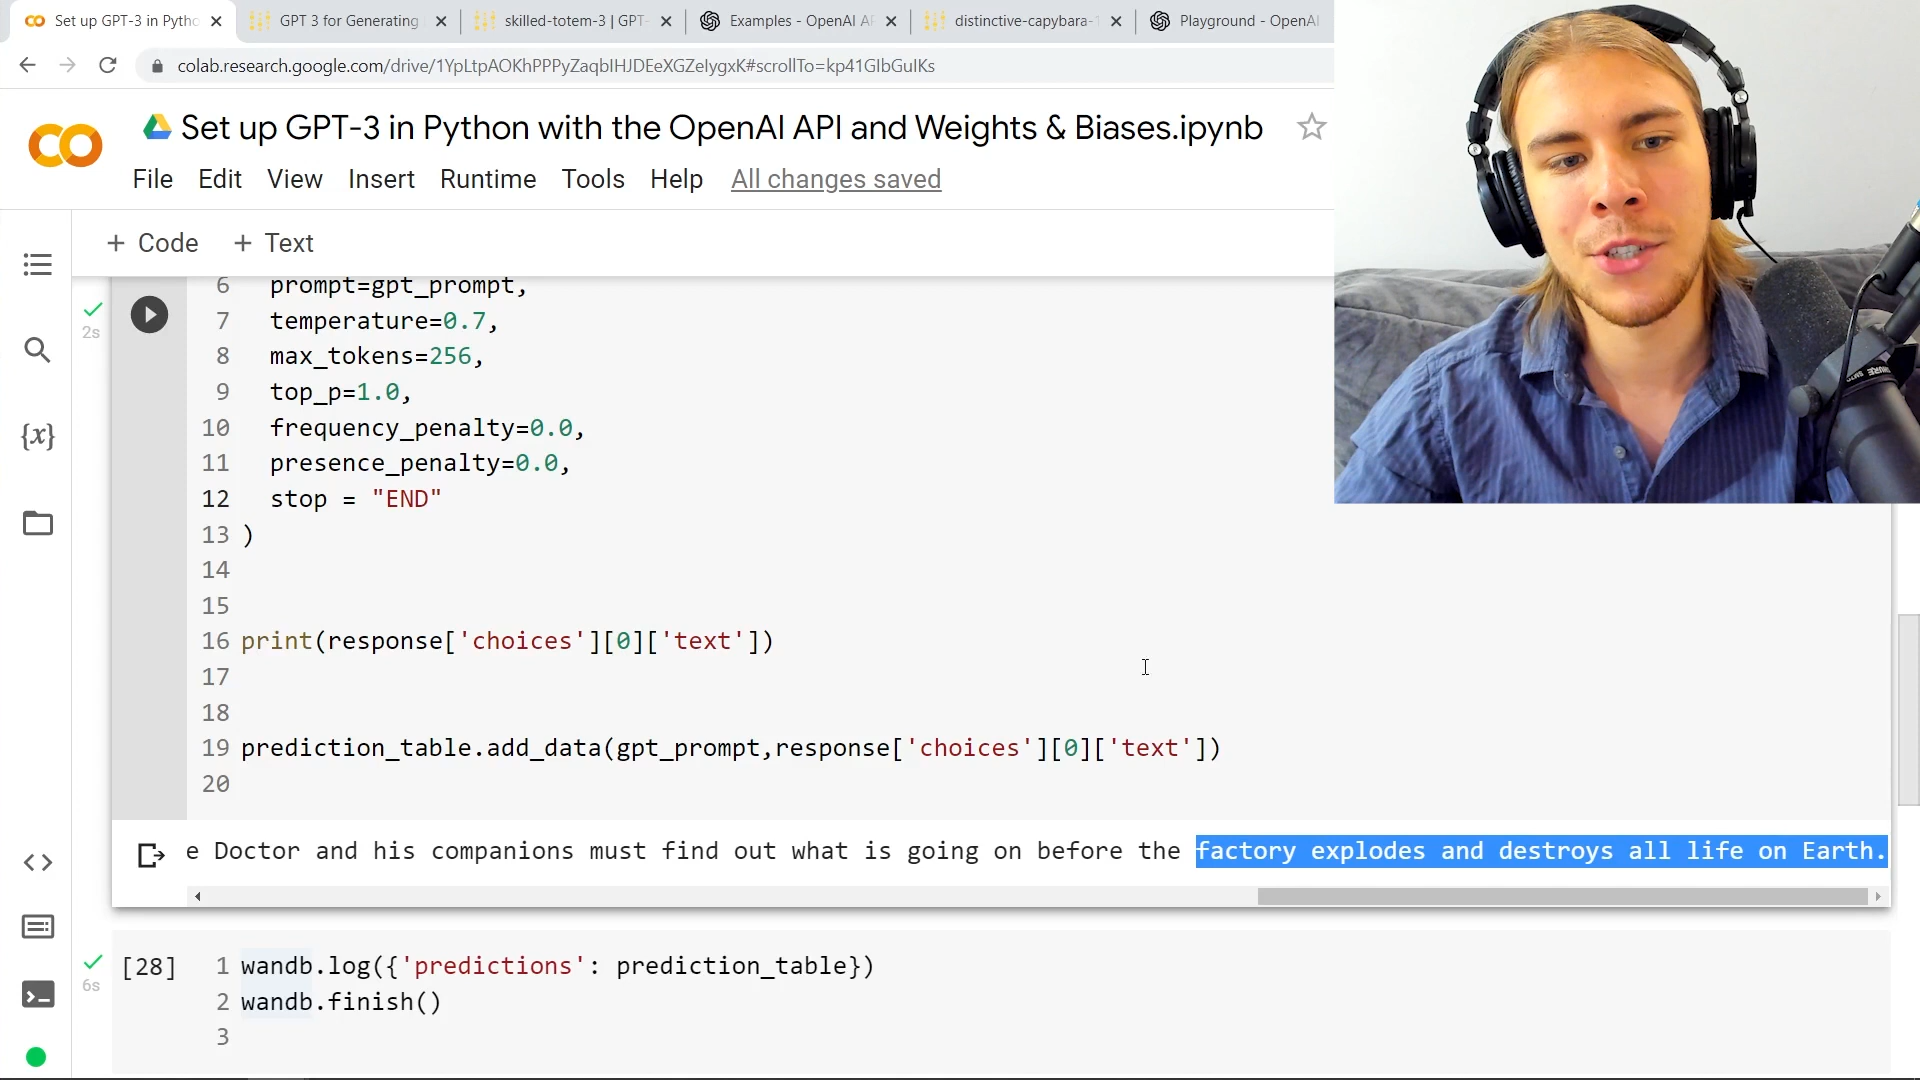 Set up GPT-3 in Pytho
GPT 3 for Generating
skilled-totem-3 | GPT-
Examples - OpenAI AP
distinctive-capybara-1
Playground - OpenAI
colab.research.google.com/drive/1YpLtpAOKhPPPyZaqbIHJDEeXGZeIygxK#scrollTo=kp41GIbGuIKs
CO
Set up GPT-3 in Python with the OpenAI API and Weights & Biases.ipynb
File Edit View Insert Runtime Tools Help All changes saved
+ Code + Text
2s
6 prompt=gpt_prompt,
7 temperature=0.7,
8 max_tokens=256,
9 top_p=1.0,
10 frequency_penalty=0.0,
11 presence_penalty=0.0,
12 stop = "END"
13 )
14
15
16 print(response['choices'][0]['text'])
17
18
19 prediction_table.add_data(gpt_prompt,response['choices'][0]['text'])
20
e Doctor and his companions must find out what is going on before the factory explodes and destroys all life on Earth.
6s
[28] 1 wandb.log({'predictions': prediction_table})
2 wandb.finish()
3